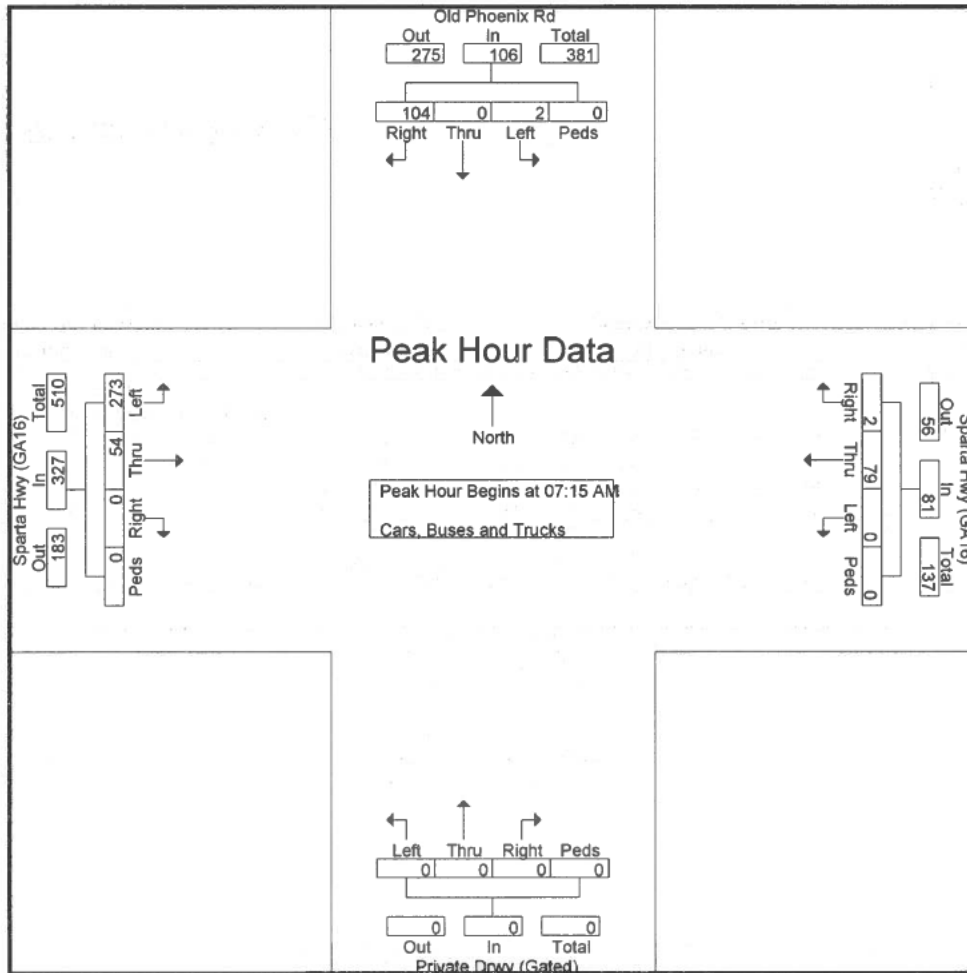 Old Phoenix Rd
Out In Total
275 106 381
104 0 2 0
Right Thru Left Peds
Peak Hour Data
North
Peak Hour Begins at 07:15 AM
Cars, Buses and Trucks
Sparta Hwy (GA16)
Out In Total
183 327 510
273 54 0 0
Left Thru Right Peds
Sparta Hwy (GA16)
Out In Total
56 81 137
2 79 0 0
Right Thru Left Peds
Left Thru Right Peds
0 0 0 0
0 0 0
Out In Total
Private Drwy (Gated)